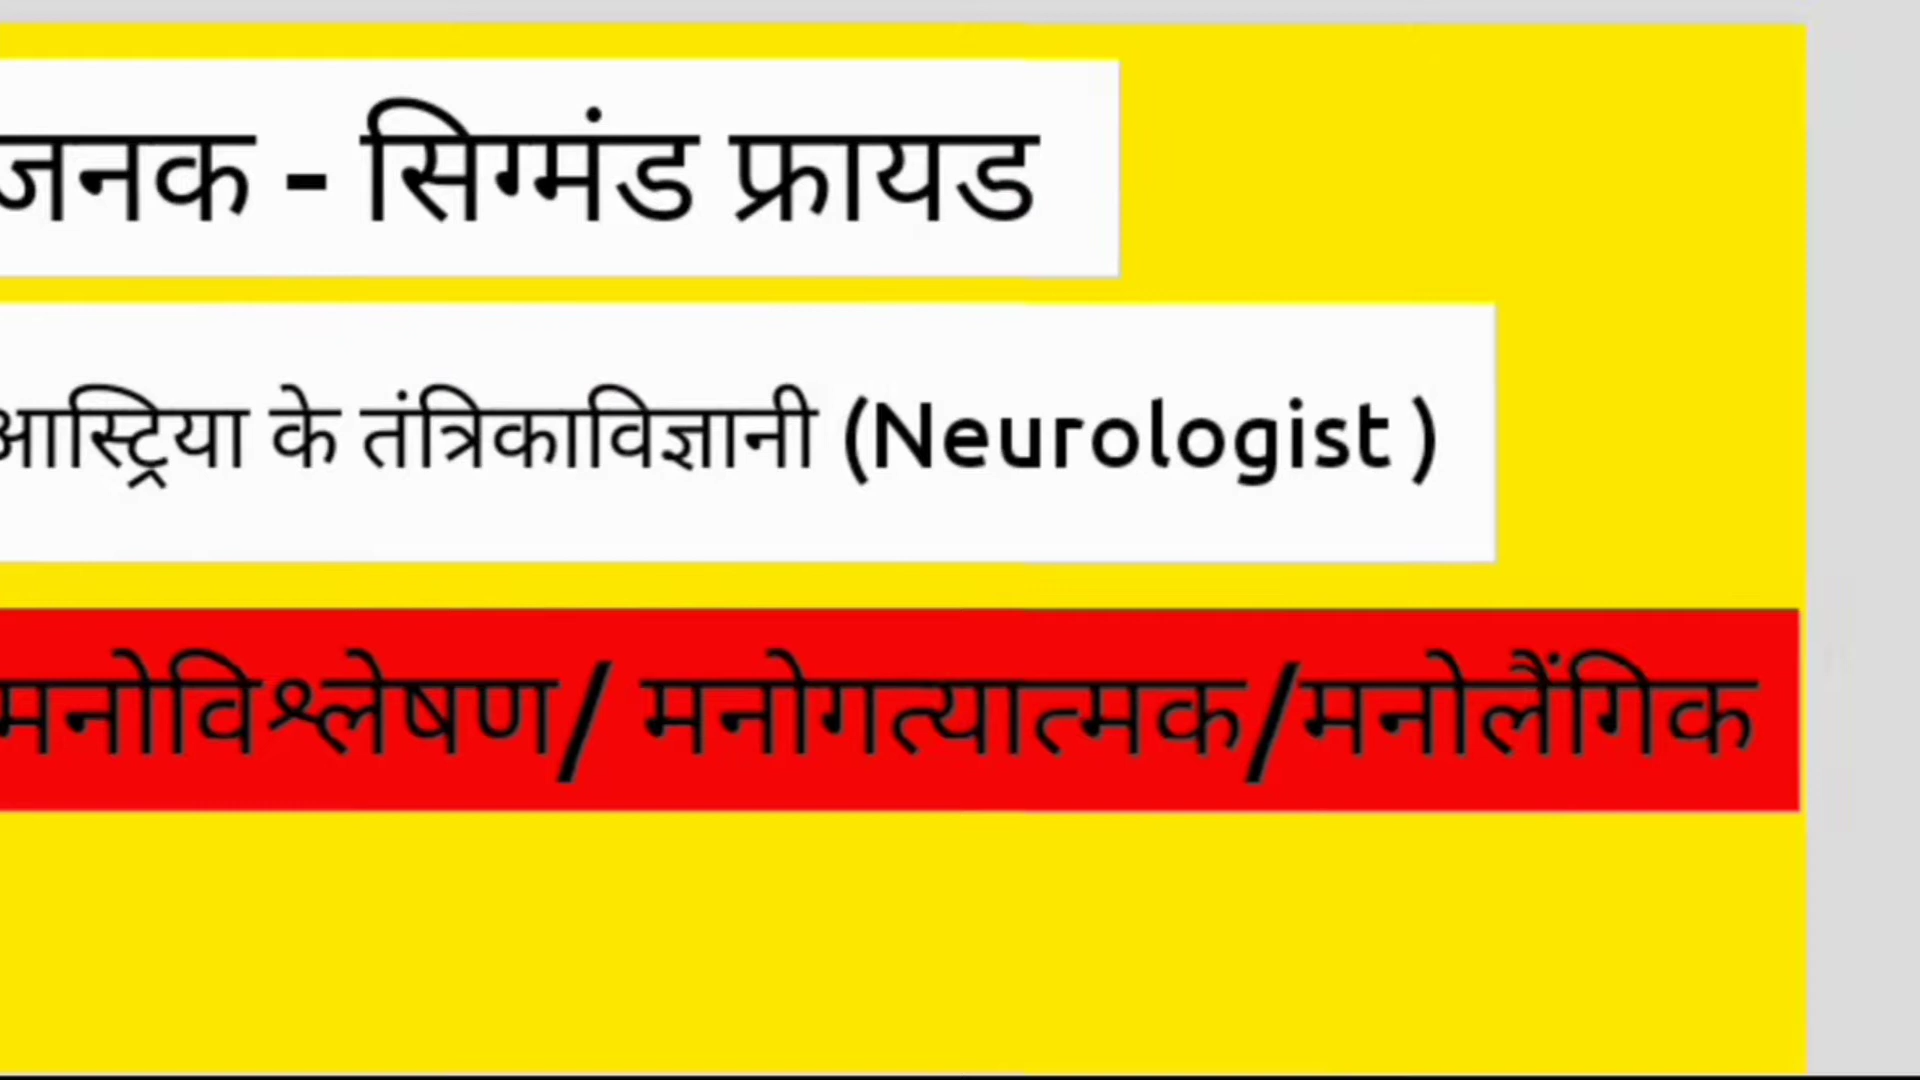 जनक - सिग्मंड फ्रायड
आस्ट्रिया के तंत्रिकाविज्ञानी (Neurologist )
मनोविश्लेषण/ मनोगत्यात्मक/मनोलैंगिक